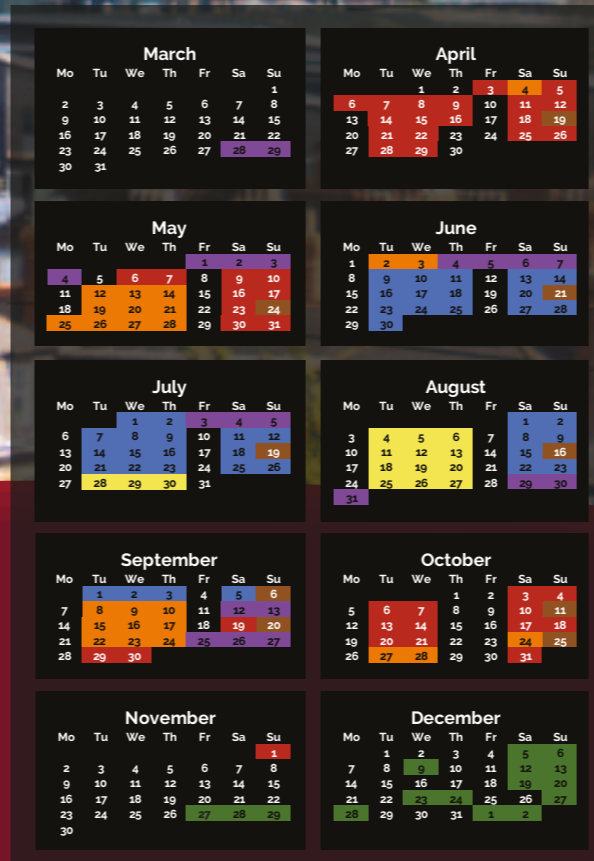 March
Mo Tu We Th Fr Sa Su
1
2 3 4 5 6 7 8
9 10 11 12 13 14 15
16 17 18 19 20 21 22
23 24 25 26 27 28 29
30 31
April
Mo Tu We Th Fr Sa Su
1 2 3 4 5
6 7 8 9 10 11 12
13 14 15 16 17 18 19
20 21 22 23 24 25 26
27 28 29 30
May
Mo Tu We Th Fr Sa Su
1 2 3
4 5 6 7 8 9 10
11 12 13 14 15 16 17
18 19 20 21 22 23 24
25 26 27 28 29 30 31
June
Mo Tu We Th Fr Sa Su
1 2 3 4 5 6 7
8 9 10 11 12 13 14
15 16 17 18 19 20 21
22 23 24 25 26 27 28
29 30
July
Mo Tu We Th Fr Sa Su
1 2 3 4 5
6 7 8 9 10 11 12
13 14 15 16 17 18 19
20 21 22 23 24 25 26
27 28 29 30 31
August
Mo Tu We Th Fr Sa Su
1 2
3 4 5 6 7 8 9
10 11 12 13 14 15 16
17 18 19 20 21 22 23
24 25 26 27 28 29 30
31
September
Mo Tu We Th Fr Sa Su
1 2 3 4 5 6
7 8 9 10 11 12 13
14 15 16 17 18 19 20
21 22 23 24 25 26 27
28 29 30
October
Mo Tu We Th Fr Sa Su
1 2 3 4
5 6 7 8 9 10 11
12 13 14 15 16 17 18
19 20 21 22 23 24 25
26 27 28 29 30 31
November
Mo Tu We Th Fr Sa Su
1
2 3 4 5 6 7 8
9 10 11 12 13 14 15
16 17 18 19 20 21 22
23 24 25 26 27 28 29
30
December
Mo Tu We Th Fr Sa Su
1 2 3 4 5 6
7 8 9 10 11 12 13
14 15 16 17 18 19 20
21 22 23 24 25 26 27
28 29 30 31 1 2